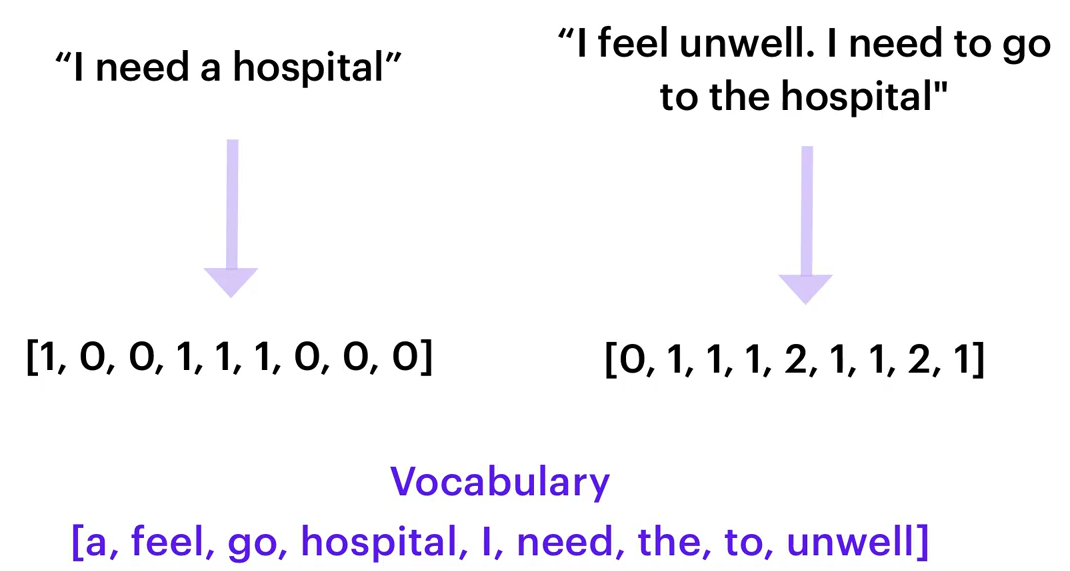 “I need a hospital”
“I feel unwell. I need to go
to the hospital"
[1, 0, 0, 1, 1, 1, 0, 0, 0]
[0, 1, 1, 1, 2, 1, 1, 2, 1]
Vocabulary
[a, feel, go, hospital, I, need, the, to, unwell]